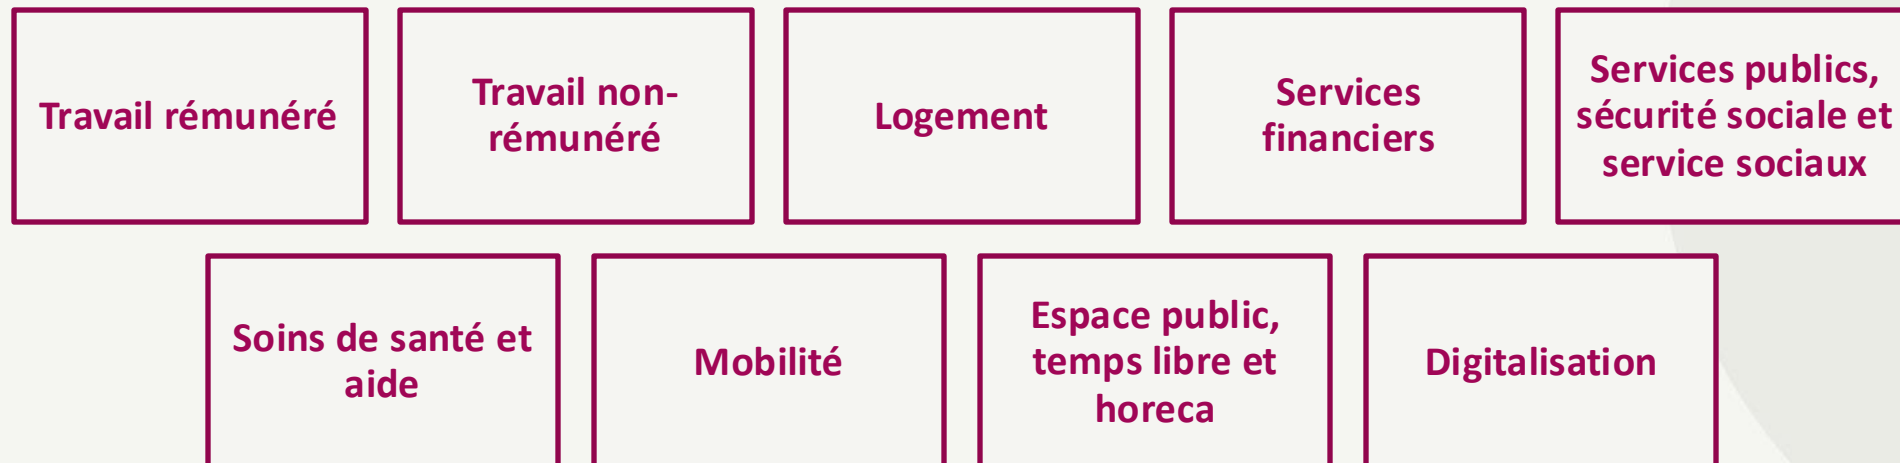 Travail rémunéré
Travail non-
rémunéré
Logement
Services
financiers
Services publics,
sécurité sociale et
service sociaux
Soins de santé et
aide
Mobilité
Espace public,
temps libre et
horeca
Digitalisation